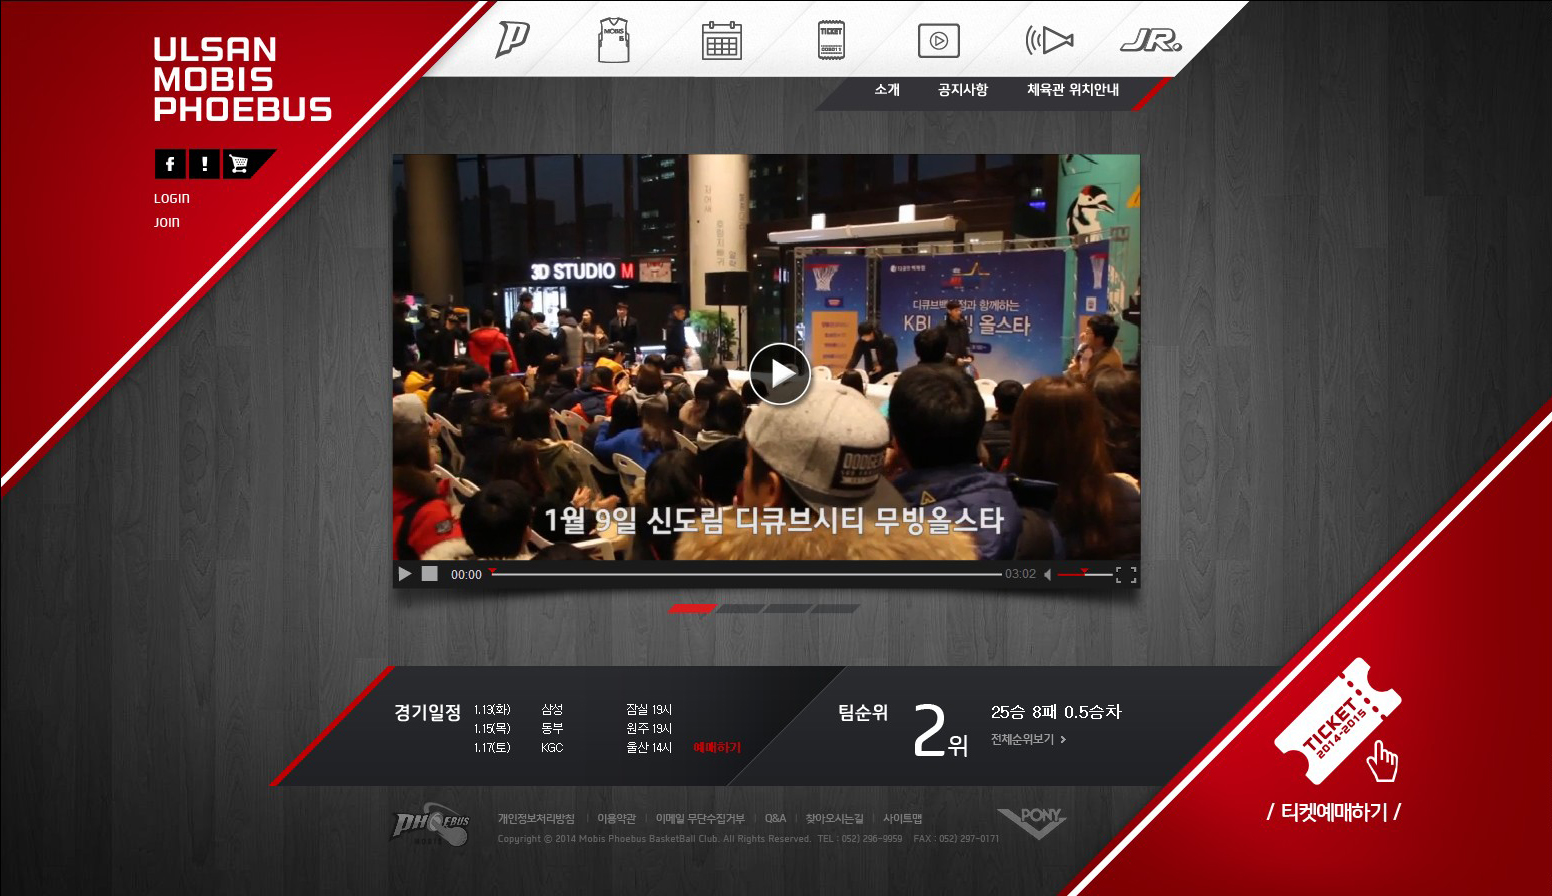 ULSAN
MOBIS
PHOEBUS
LOGIN
JOIN
MOBIS
6
TICKET
JR.
소개
공지사항
체육관 위치안내
3D STUDIO M
디큐브백화점과 함께하는
KBL 무빙 올스타
DODGERS
1월 9일 신도림 디큐브시티 무빙올스타
00:00
03:02
경기일정
1.13(화) 삼성 잠실 19시
1.15(목) 동부 원주 19시
1.17(토) KGC 울산 14시 예매하기
팀순위
2위
25승 8패 0.5승차
전체순위보기
TICKET
2014-2015
/ 티켓예매하기 /
PHOEBUS
MOBIS
개인정보처리방침 | 이용약관 | 이메일 무단수집거부 | Q&A | 찾아오시는길 | 사이트맵
Copyright © 2014 Mobis Phoebus BasketBall Club. All Rights Reserved. TEL : 052) 296-9959 FAX : 052) 297-0171
PONY